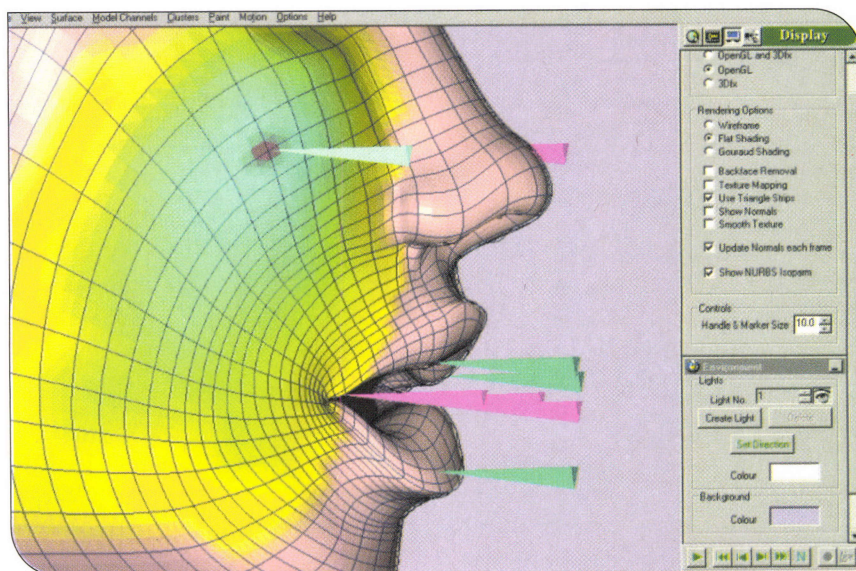 View Surface Model Channels Clusters Paint Motion Options Help
Display
OpenGL and 3Dfx
OpenGL
3Dfx
Rendering Options
Wireframe
Flat Shading
Gouraud Shading
Backface Removal
Texture Mapping
Use Triangle Strips
Show Normals
Smooth Texture
Update Normals each frame
Show NURBS Isoparm
Controls
Handle & Marker Size 10.0
Environment
Lights
Light No. 1
Create Light Delete
Set Direction
Colour
Background
Colour
N